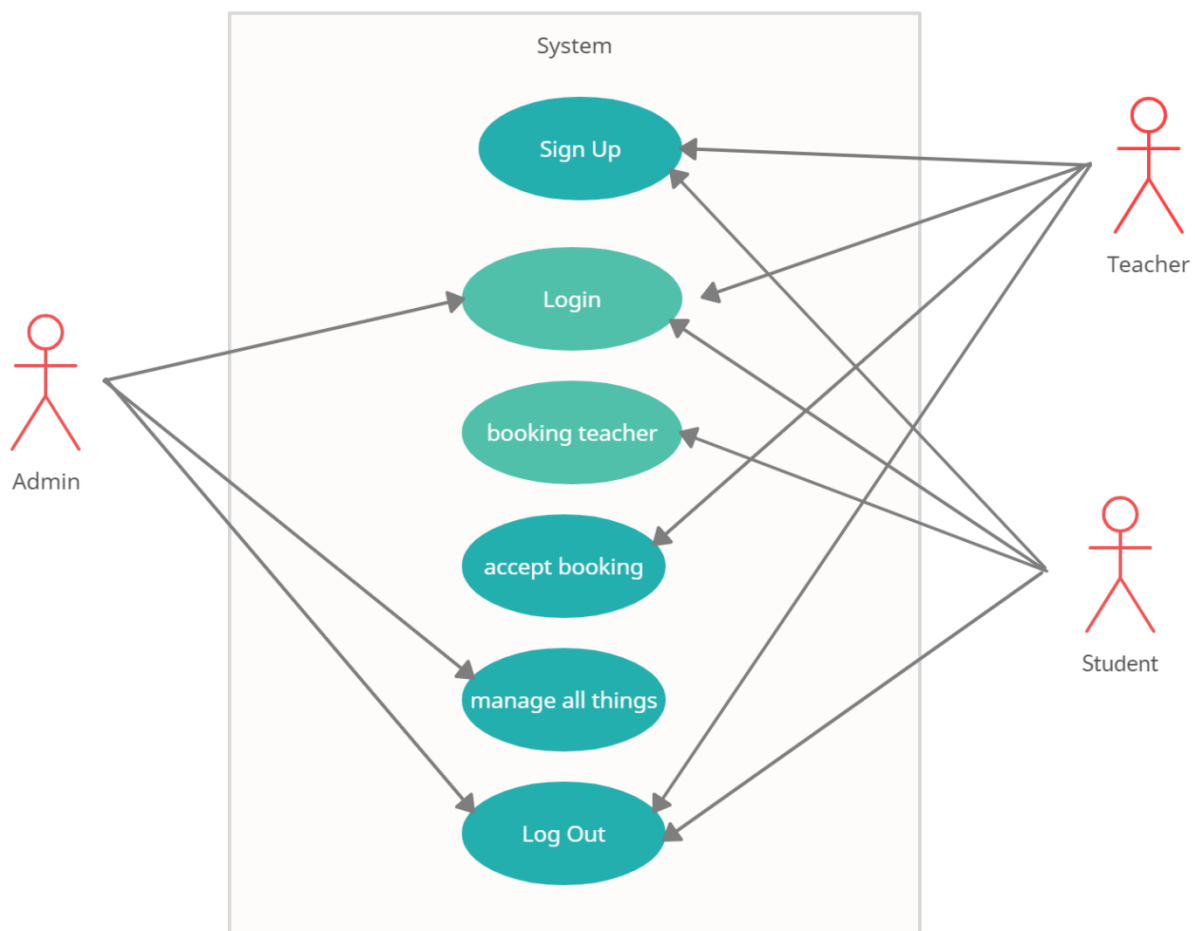 System
Sign Up
Teacher
Login
Admin
booking teacher
accept booking
Student
manage all things
Log Out